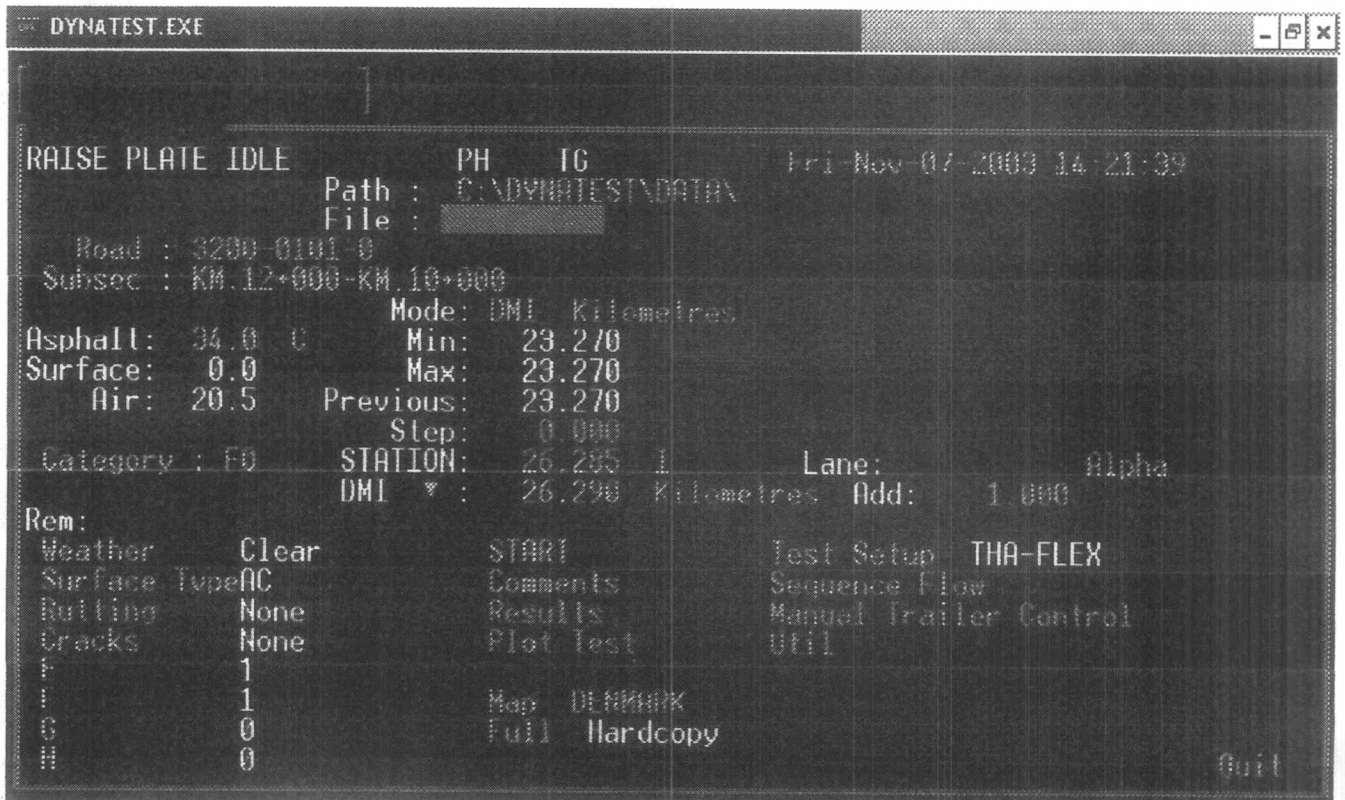 DYNATEST.EXE
RAISE PLATE IDLE PH TG Fri-Nov-07-2003 14:21:39
Path : C:\DYNATEST\DATA\
File :
Road : 3200-0101-0
Subsec : KM.12+000-KM.10+000
Mode: DMI Kilometres
Asphalt: 34.0 C Min: 23.270
Surface: 0.0 Max: 23.270
Air: 20.5 Previous: 23.270
Step: 0.000
Category : F0 STATION: 26.285 1 Lane: Alpha
DMI ▼ : 26.290 Kilometres Add: 1.000
Rem:
Weather Clear START Test Setup THA-FLEX
Surface TypeAC Comments Sequence Flow
Rutting None Results Manual Trailer Control
Cracks None Plot Test Util
1
1 Map DENMARK
G 0 Full Hardcopy
H 0 Quit